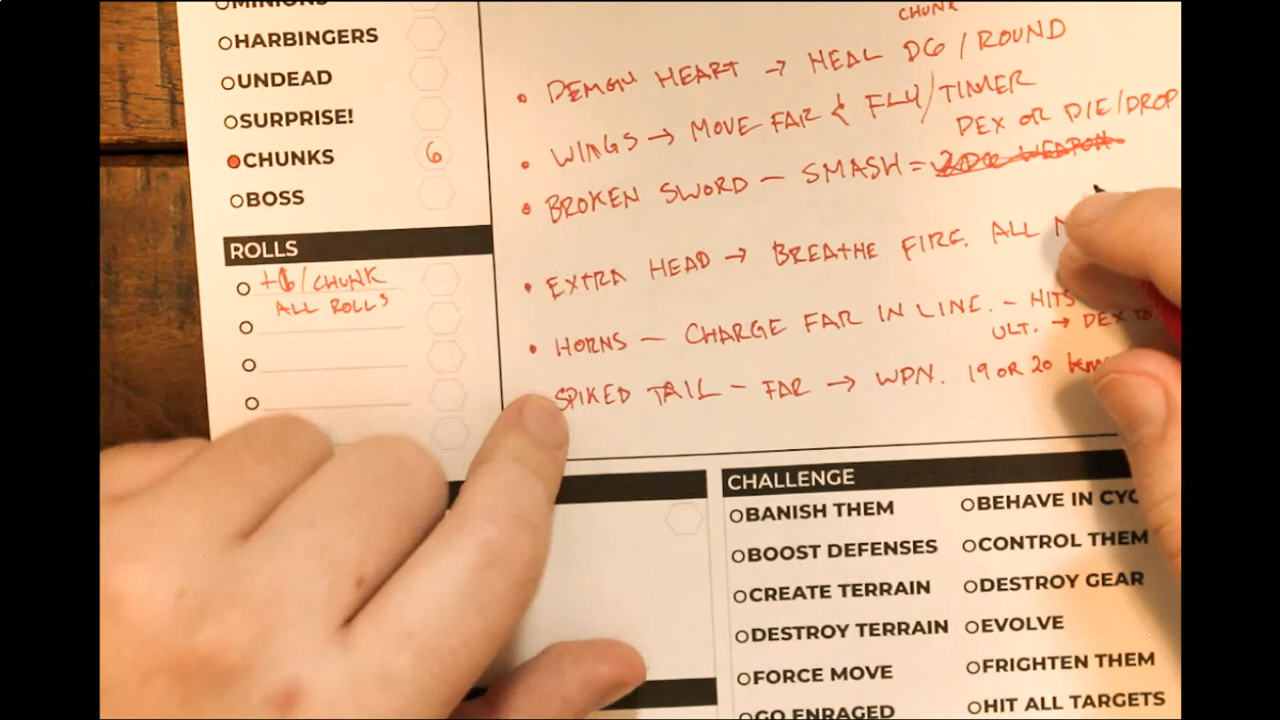 MINIONS
HARBINGERS
UNDEAD
SURPRISE!
CHUNKS 6
BOSS
ROLLS
+6/CHUNK
ALL ROLLS
CHUNK
• DEMON HEART → HEAL D6/ROUND
• WINGS → MOVE FAR & FLY/TIMER
DEX OR DIE/DROP
• BROKEN SWORD – SMASH = WEAPON
• EXTRA HEAD → BREATHE FIRE. ALL
• HORNS – CHARGE FAR IN LINE. – HITS
ULT. → DEX TO
SPIKED TAIL – FAR → WPN. 19 OR 20
CHALLENGE
BANISH THEM
BOOST DEFENSES
CREATE TERRAIN
DESTROY TERRAIN
FORCE MOVE
GO ENRAGED
BEHAVE IN CYC
CONTROL THEM
DESTROY GEAR
EVOLVE
FRIGHTEN THEM
HIT ALL TARGETS